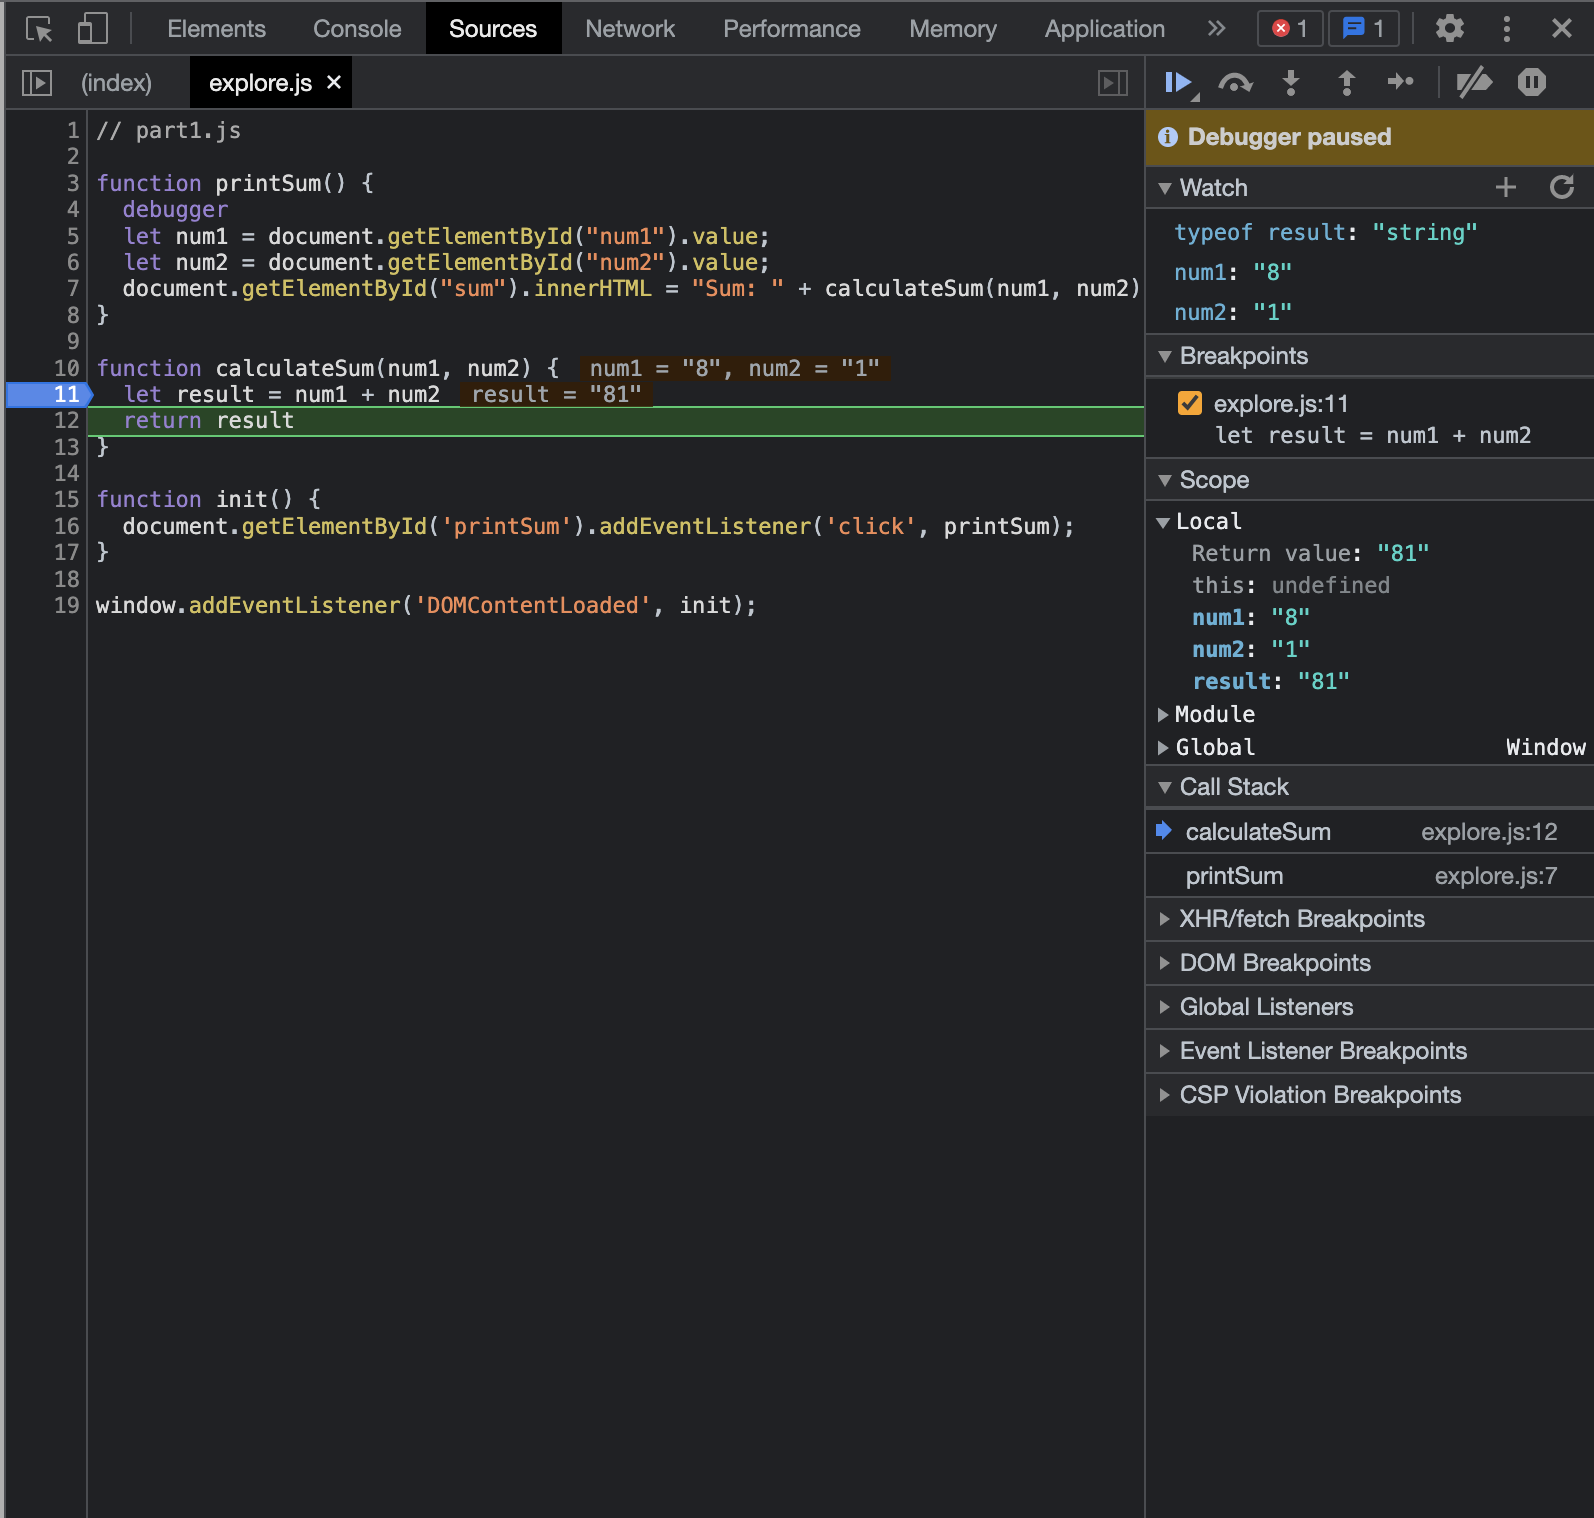 Elements Console Sources Network Performance Memory Application » 1 1
(index) explore.js ×
1 // part1.js
2
3 function printSum() {
4 debugger
5 let num1 = document.getElementById("num1").value;
6 let num2 = document.getElementById("num2").value;
7 document.getElementById("sum").innerHTML = "Sum: " + calculateSum(num1, num2)
8 }
9
10 function calculateSum(num1, num2) { num1 = "8", num2 = "1"
11 let result = num1 + num2 result = "81"
12 return result
13 }
14
15 function init() {
16 document.getElementById('printSum').addEventListener('click', printSum);
17 }
18
19 window.addEventListener('DOMContentLoaded', init);
Debugger paused
Watch
typeof result: "string"
num1: "8"
num2: "1"
Breakpoints
explore.js:11
let result = num1 + num2
Scope
Local
Return value: "81"
this: undefined
num1: "8"
num2: "1"
result: "81"
Module
Global Window
Call Stack
calculateSum explore.js:12
printSum explore.js:7
XHR/fetch Breakpoints
DOM Breakpoints
Global Listeners
Event Listener Breakpoints
CSP Violation Breakpoints